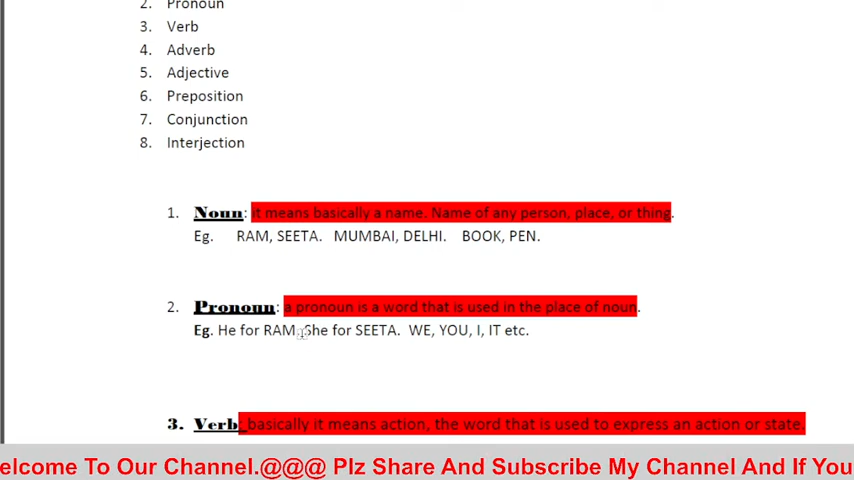 2. Pronoun
3. Verb
4. Adverb
5. Adjective
6. Preposition
7. Conjunction
8. Interjection
1. Noun: it means basically a name. Name of any person, place, or thing.
Eg. RAM, SEETA. MUMBAI, DELHI. BOOK, PEN.
2. Pronoun: a pronoun is a word that is used in the place of noun.
Eg. He for RAM. She for SEETA. WE, YOU, I, IT etc.
3. Verb: basically it means action, the word that is used to express an action or state.
elcome To Our Channel.@@@ Plz Share And Subscribe My Channel And If You